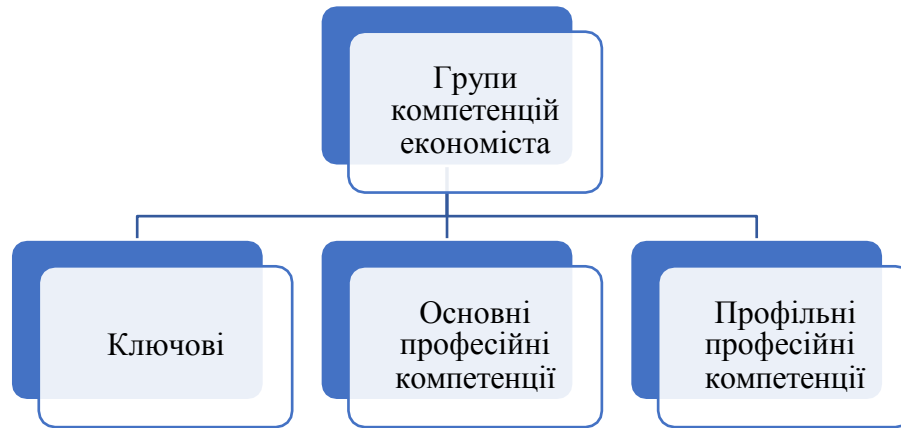 Групи
компетенцій
економіста
Ключові
Основні
професійні
компетенції
Профільні
професійні
компетенції